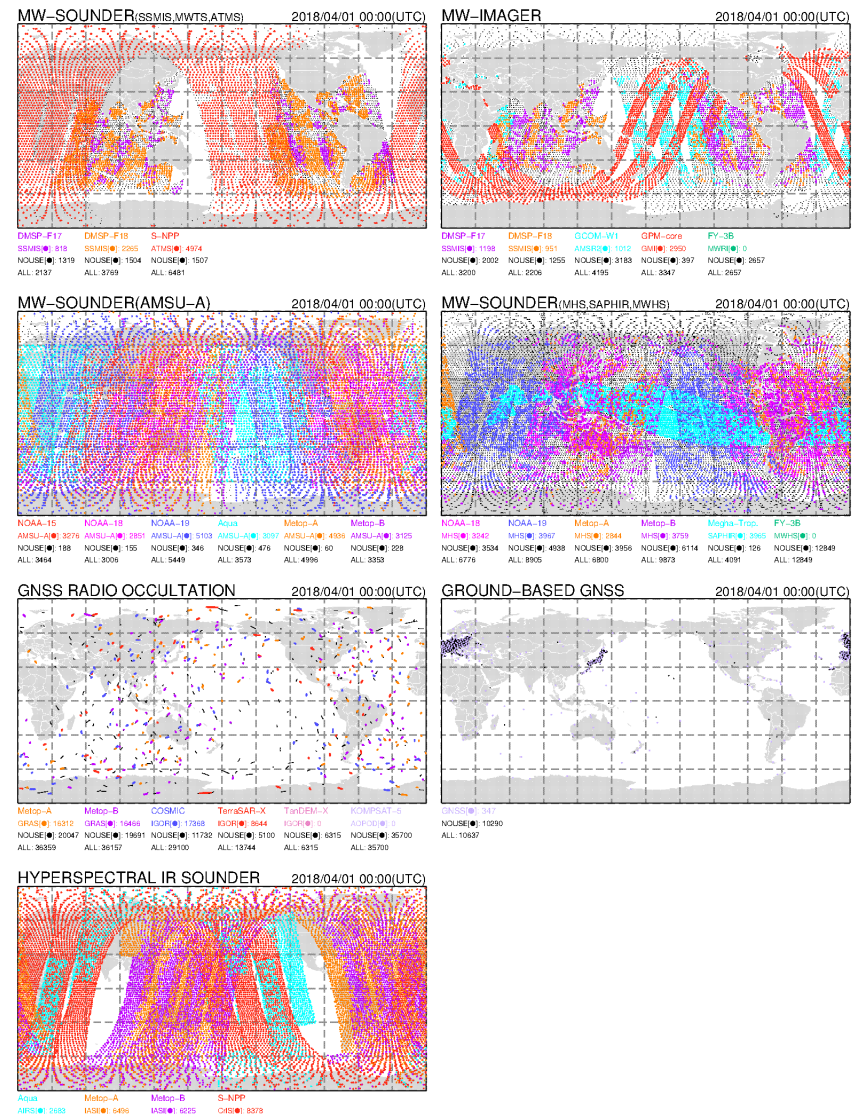 MW-SOUNDER(SSMIS,MWTS,ATMS) 2018/04/01 00:00(UTC)
DMSP-F17 DMSP-F18 S-NPP
SSMIS[●]: 818 SSMIS[●]: 2265 ATMS[●]: 4974
NOUSE[●]: 1319 NOUSE[●]: 1504 NOUSE[●]: 1507
ALL: 2137 ALL: 3769 ALL: 6481
MW-IMAGER 2018/04/01 00:00(UTC)
DMSP-F17 DMSP-F18 GCOM-W1 GPM-core FY-3B
SSMIS[●]: 1198 SSMIS[●]: 951 AMSR2[●]: 1012 GMI[●]: 2950 MWRI[●]: 0
NOUSE[●]: 2002 NOUSE[●]: 1255 NOUSE[●]: 3183 NOUSE[●]: 397 NOUSE[●]: 2657
ALL: 3200 ALL: 2206 ALL: 4195 ALL: 3347 ALL: 2657
MW-SOUNDER(AMSU-A) 2018/04/01 00:00(UTC)
NOAA-15 NOAA-18 NOAA-19 Aqua Metop-A Metop-B
AMSU-A[●]: 3276 AMSU-A[●]: 2851 AMSU-A[●]: 5103 AMSU-A[●]: 3097 AMSU-A[●]: 4936 AMSU-A[●]: 3125
NOUSE[●]: 188 NOUSE[●]: 155 NOUSE[●]: 346 NOUSE[●]: 476 NOUSE[●]: 60 NOUSE[●]: 228
ALL: 3464 ALL: 3006 ALL: 5449 ALL: 3573 ALL: 4996 ALL: 3353
MW-SOUNDER(MHS,SAPHIR,MWHS) 2018/04/01 00:00(UTC)
NOAA-18 NOAA-19 Metop-A Metop-B Megha-Trop. FY-3B
MHS[●]: 3242 MHS[●]: 3967 MHS[●]: 2844 MHS[●]: 3759 SAPHIR[●]: 3965 MWHS[●]: 0
NOUSE[●]: 3534 NOUSE[●]: 4938 NOUSE[●]: 3956 NOUSE[●]: 6114 NOUSE[●]: 126 NOUSE[●]: 12849
ALL: 6776 ALL: 8905 ALL: 6800 ALL: 9873 ALL: 4091 ALL: 12849
GNSS RADIO OCCULTATION 2018/04/01 00:00(UTC)
Metop-A Metop-B COSMIC TerraSAR-X TanDEM-X KOMPSAT-5
GRAS[●]: 16312 GRAS[●]: 16466 IGOR[●]: 17368 IGOR[●]: 8644 IGOR[●]: 0 AOPOD[●]: 0
NOUSE[●]: 20047 NOUSE[●]: 19691 NOUSE[●]: 11732 NOUSE[●]: 5100 NOUSE[●]: 6315 NOUSE[●]: 35700
ALL: 36359 ALL: 36157 ALL: 29100 ALL: 13744 ALL: 6315 ALL: 35700
GROUND-BASED GNSS 2018/04/01 00:00(UTC)
GNSS[●]: 347
NOUSE[●]: 10290
ALL: 10637
HYPERSPECTRAL IR SOUNDER 2018/04/01 00:00(UTC)
Aqua Metop-A Metop-B S-NPP
AIRS[●]: 2683 IASI[●]: 6496 IASI[●]: 6225 CrIS[●]: 8378